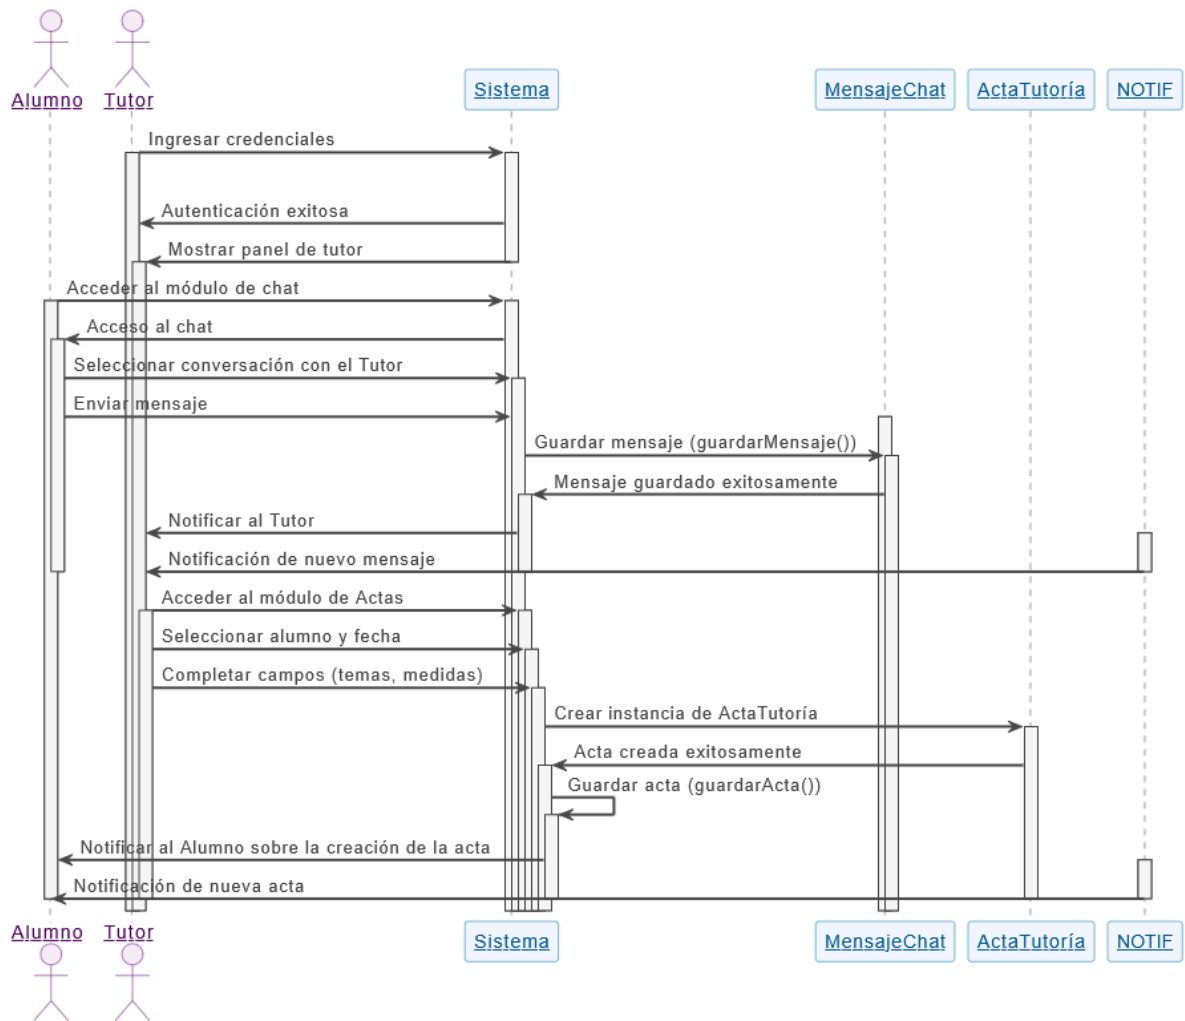 Alumno
Tutor
Sistema
MensajeChat
ActaTutoría
NOTIF
Ingresar credenciales
Autenticación exitosa
Mostrar panel de tutor
Acceder al módulo de chat
Acceso al chat
Seleccionar conversación con el Tutor
Enviar mensaje
Guardar mensaje (guardarMensaje())
Mensaje guardado exitosamente
Notificar al Tutor
Notificación de nuevo mensaje
Acceder al módulo de Actas
Seleccionar alumno y fecha
Completar campos (temas, medidas)
Crear instancia de ActaTutoría
Acta creada exitosamente
Guardar acta (guardarActa())
Notificar al Alumno sobre la creación de la acta
Notificación de nueva acta
Alumno
Tutor
Sistema
MensajeChat
ActaTutoría
NOTIF